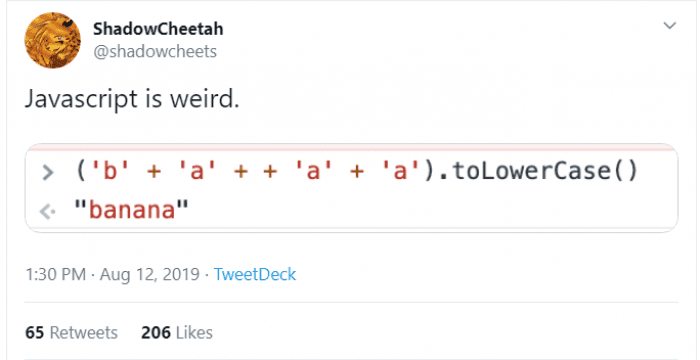 ShadowCheetah
@shadowcheets
Javascript is weird.
> ('b' + 'a' + + 'a' + 'a').toLowerCase()
<· "banana"
1:30 PM · Aug 12, 2019 · TweetDeck
65 Retweets 206 Likes